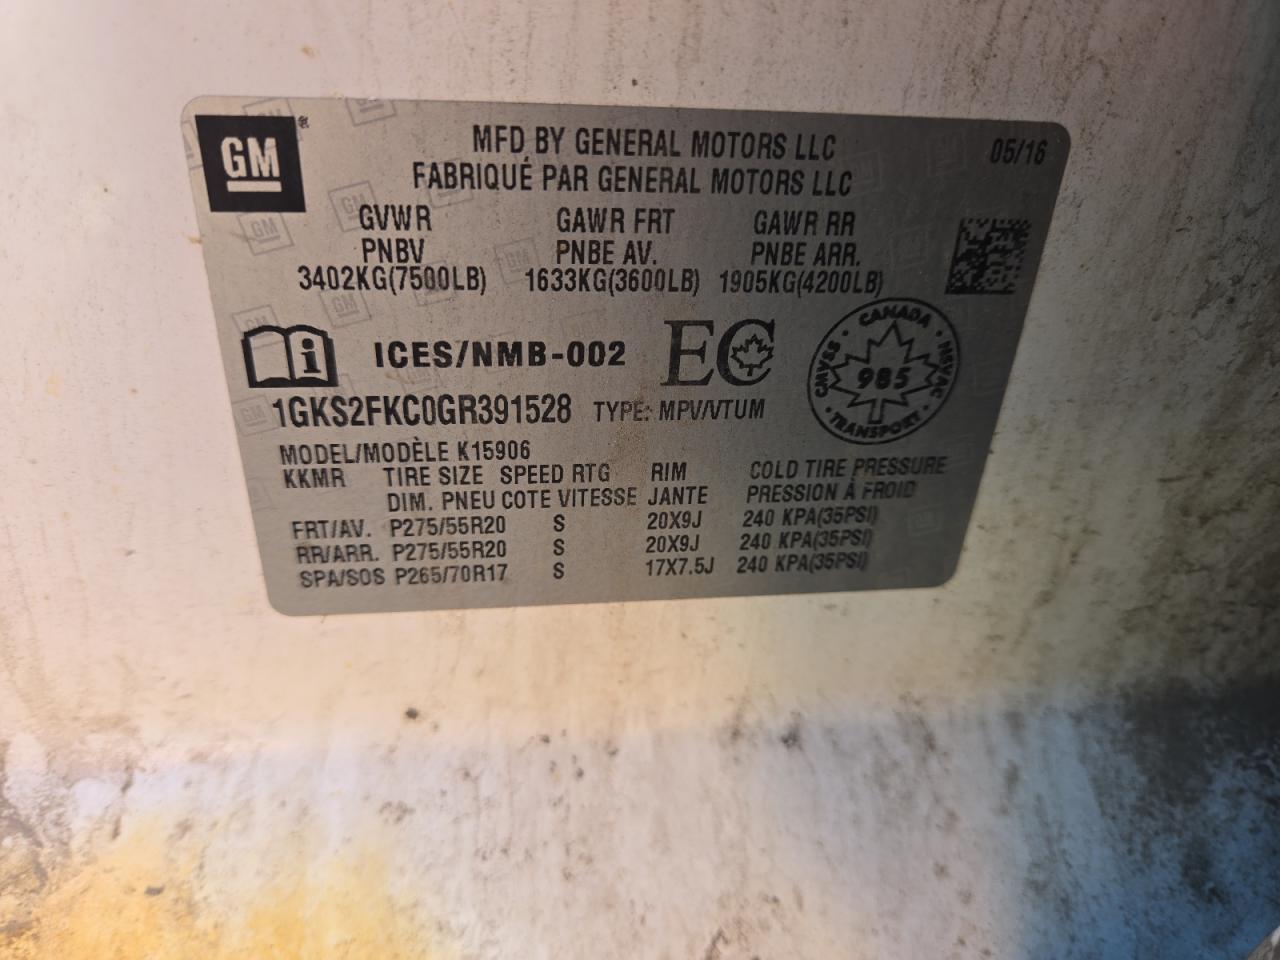 GM
MFD BY GENERAL MOTORS LLC 05/16
FABRIQUÉ PAR GENERAL MOTORS LLC
GVWR GAWR FRT GAWR RR
PNBV PNBE AV. PNBE ARR.
3402KG(7500LB) 1633KG(3600LB) 1905KG(4200LB)
i ICES/NMB-002 EC
CANADA
CMVSS 985 NSVAC
TRANSPORT
1GKS2FKC0GR391528 TYPE: MPV/VTUM
MODEL/MODÈLE K15906
KKMR TIRE SIZE SPEED RTG RIM COLD TIRE PRESSURE
DIM. PNEU COTE VITESSE JANTE PRESSION À FROID
FRT/AV. P275/55R20 S 20X9J 240 KPA(35PSI)
RR/ARR. P275/55R20 S 20X9J 240 KPA(35PSI)
SPA/SOS P265/70R17 S 17X7.5J 240 KPA(35PSI)